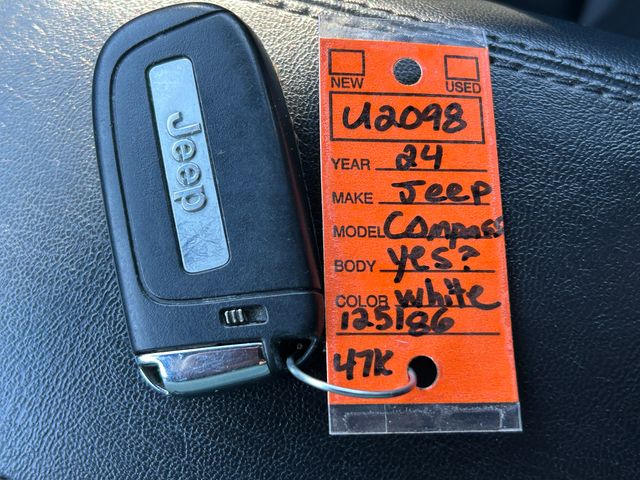 Jeep
NEW USED
U2098
YEAR 24
MAKE Jeep
MODEL Compass
BODY yes?
COLOR white
125186
47K